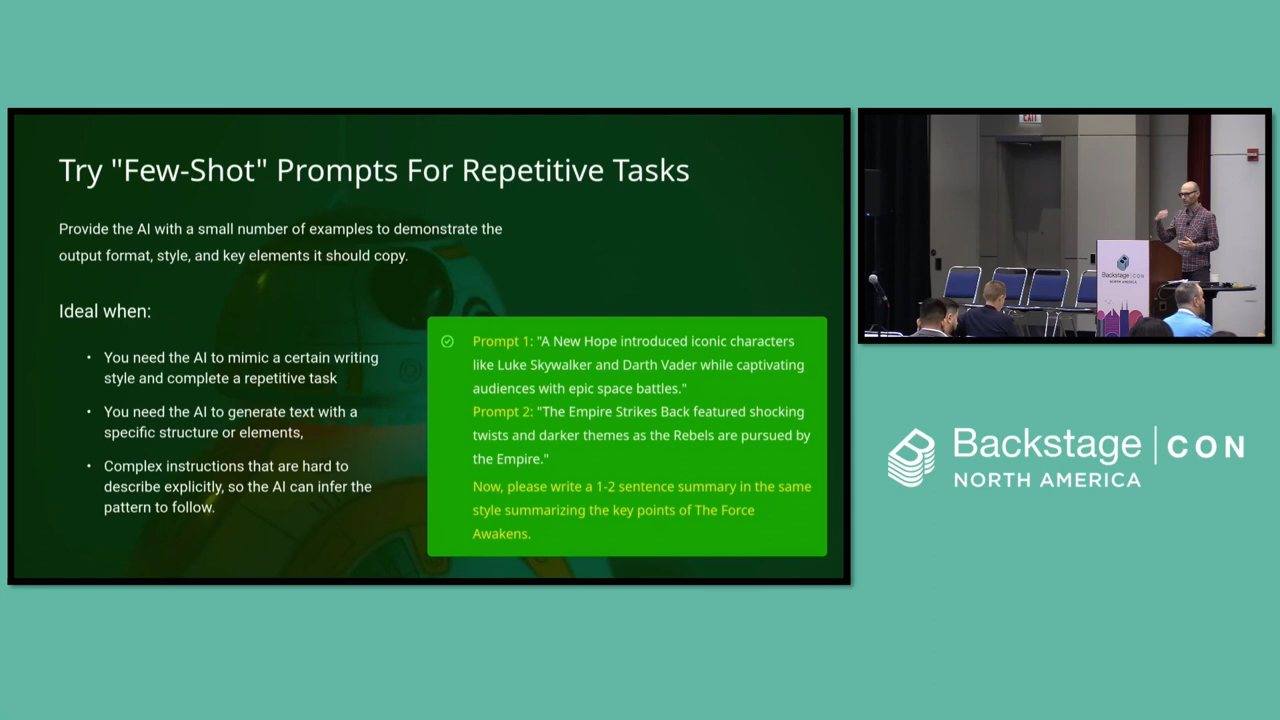 Try "Few-Shot" Prompts For Repetitive Tasks
Provide the AI with a small number of examples to demonstrate the
output format, style, and key elements it should copy.
Ideal when:
• You need the AI to mimic a certain writing
style and complete a repetitive task
• You need the AI to generate text with a
specific structure or elements,
• Complex instructions that are hard to
describe explicitly, so the AI can infer the
pattern to follow.
Prompt 1: "A New Hope introduced iconic characters
like Luke Skywalker and Darth Vader while captivating
audiences with epic space battles."
Prompt 2: "The Empire Strikes Back featured shocking
twists and darker themes as the Rebels are pursued by
the Empire."
Now, please write a 1-2 sentence summary in the same
style summarizing the key points of The Force
Awakens.
EXIT
Backstage CON
NORTH AMERICA
Backstage | CON
NORTH AMERICA